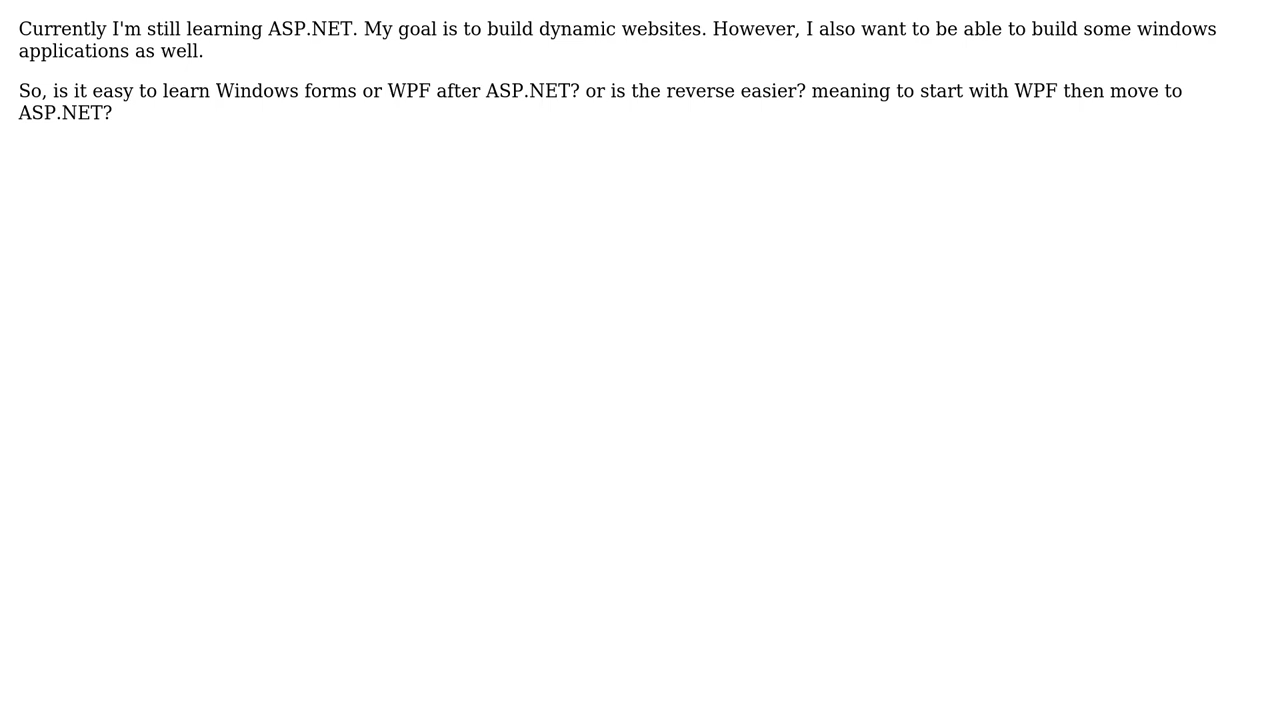 Currently I'm still learning ASP.NET. My goal is to build dynamic websites. However, I also want to be able to build some windows
applications as well.
So, is it easy to learn Windows forms or WPF after ASP.NET? or is the reverse easier? meaning to start with WPF then move to
ASP.NET?